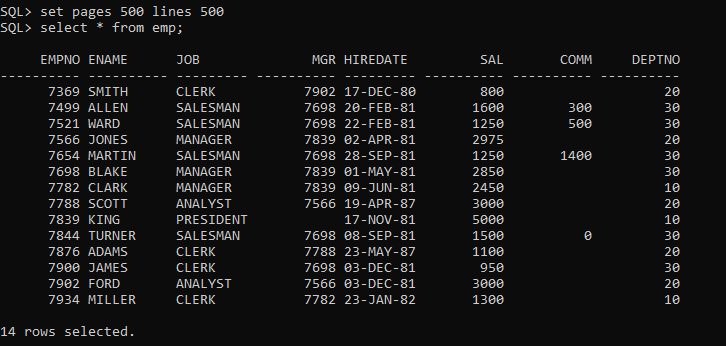 SQL> set pages 500 lines 500
SQL> select * from emp;
     EMPNO ENAME      JOB              MGR HIREDATE         SAL       COMM     DEPTNO
---------- ---------- --------- ---------- --------- ---------- ---------- ----------
      7369 SMITH      CLERK           7902 17-DEC-80        800                    20
      7499 ALLEN      SALESMAN        7698 20-FEB-81       1600        300         30
      7521 WARD       SALESMAN        7698 22-FEB-81       1250        500         30
      7566 JONES      MANAGER         7839 02-APR-81       2975                    20
      7654 MARTIN     SALESMAN        7698 28-SEP-81       1250       1400         30
      7698 BLAKE      MANAGER         7839 01-MAY-81       2850                    30
      7782 CLARK      MANAGER         7839 09-JUN-81       2450                    10
      7788 SCOTT      ANALYST         7566 19-APR-87       3000                    20
      7839 KING       PRESIDENT            17-NOV-81       5000                    10
      7844 TURNER     SALESMAN        7698 08-SEP-81       1500          0         30
      7876 ADAMS      CLERK           7788 23-MAY-87       1100                    20
      7900 JAMES      CLERK           7698 03-DEC-81        950                    30
      7902 FORD       ANALYST         7566 03-DEC-81       3000                    20
      7934 MILLER     CLERK           7782 23-JAN-82       1300                    10
14 rows selected.